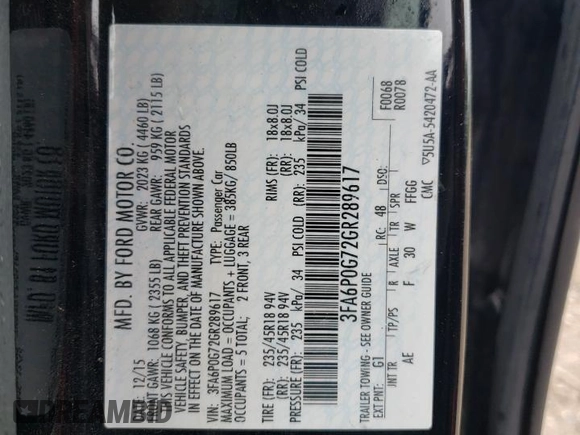 MFD. BY FORD MOTOR CO
DATE: 12/15 GVWR: 2023 KG ( 4460 LB)
FRONT GAWR: 1068 KG ( 2355 LB) REAR GAWR: 959 KG ( 2115 LB)
THIS VEHICLE CONFORMS TO ALL APPLICABLE FEDERAL MOTOR
VEHICLE SAFETY, BUMPER, AND THEFT PREVENTION STANDARDS
IN EFFECT ON THE DATE OF MANUFACTURE SHOWN ABOVE.
VIN: 3FA6P0G72GR289617 TYPE: Passenger Car
MAXIMUM LOAD = OCCUPANTS + LUGGAGE = 385KG/ 850LB
OCCUPANTS: 5 TOTAL; 2 FRONT, 3 REAR
TIRE (FR): 235/45R18 94V RIMS (FR): 18x8.0J
TIRE (RR): 235/45R18 94V (RR): 18x8.0J
PRESSURE (FR): 235 kPa/ 34 PSI COLD (RR): 235 kPa/ 34 PSI COLD
3FA6P0G72GR289617
F0068
R0078
TRAILER TOWING - SEE OWNER GUIDE
EXT PNT: G1 RC: 48 DSO:
INT TR TP/PS R AXLE TR SPR
AE F 30 W FFGG
CMC ▽5U5A-5420472-AA
DREAMBID